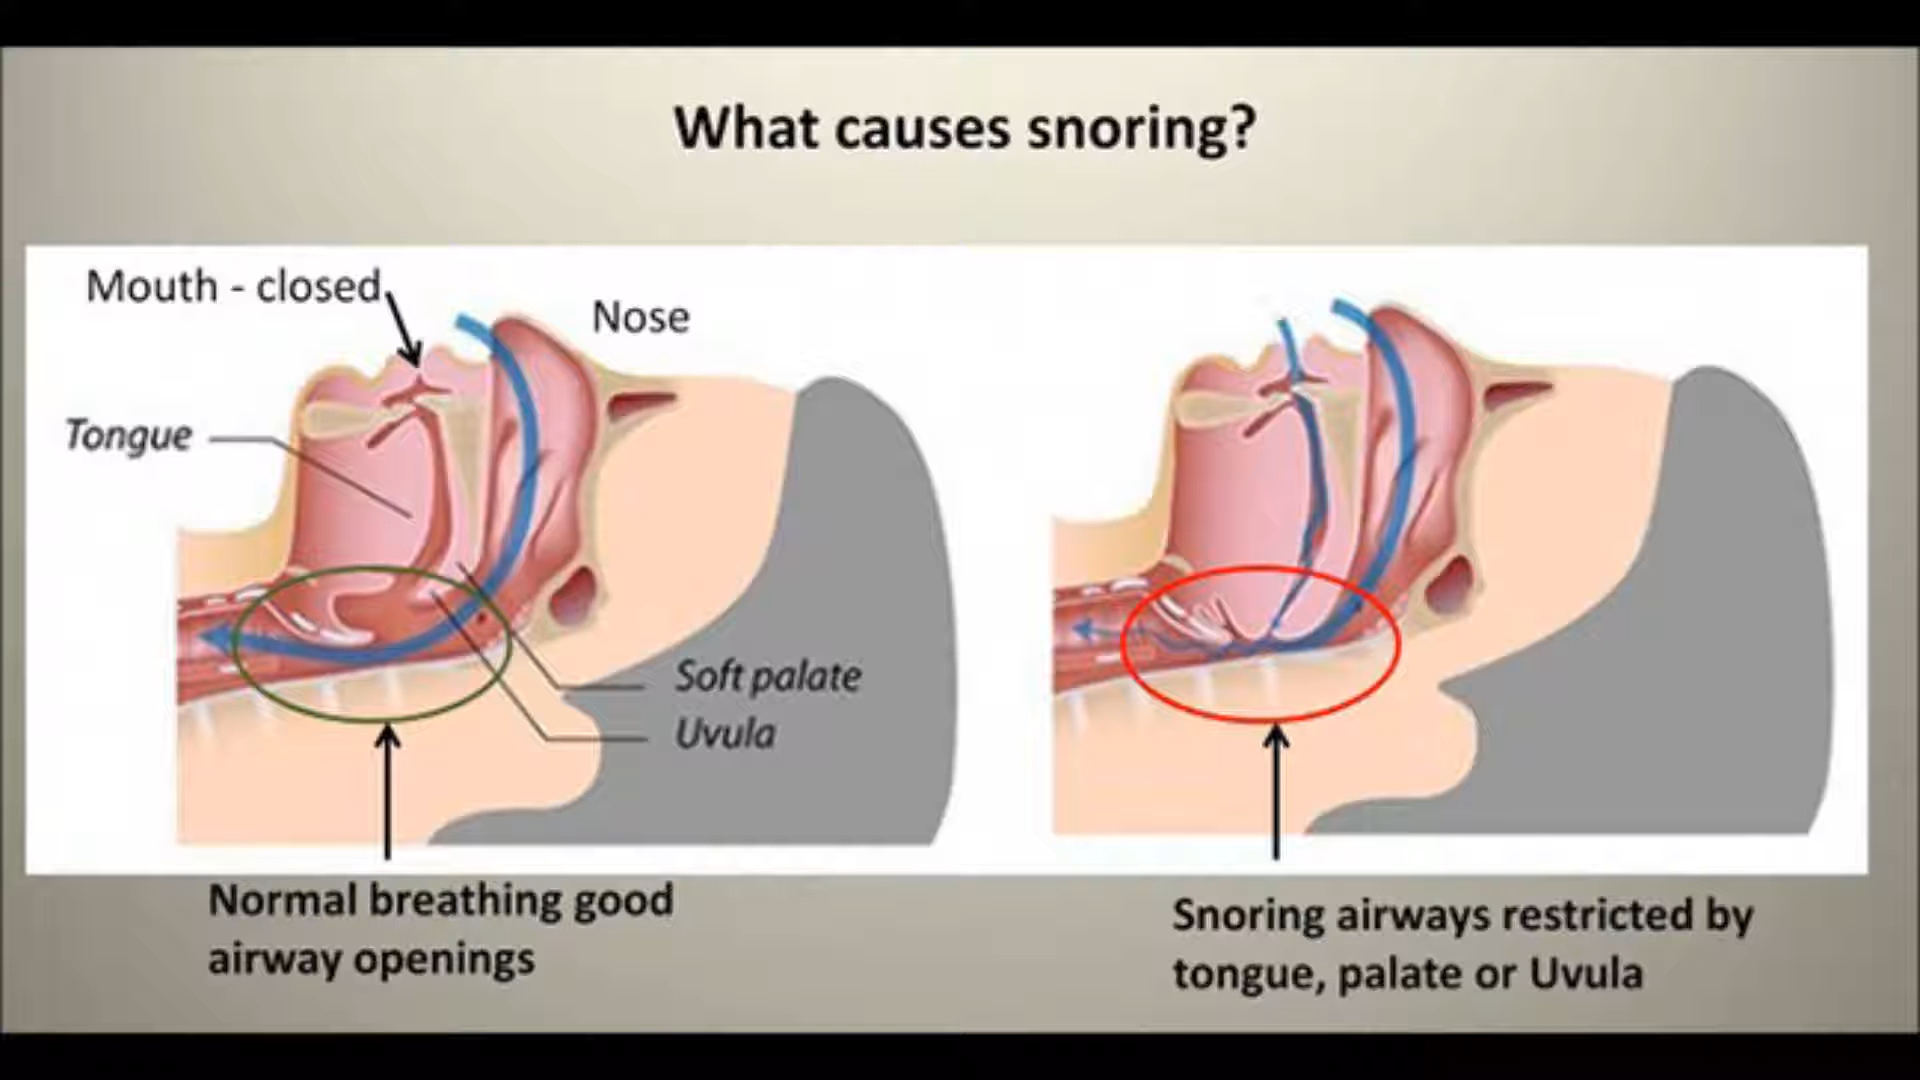 What causes snoring?
Mouth - closed
Nose
Tongue
Soft palate
Uvula
Normal breathing good
airway openings
Snoring airways restricted by
tongue, palate or Uvula